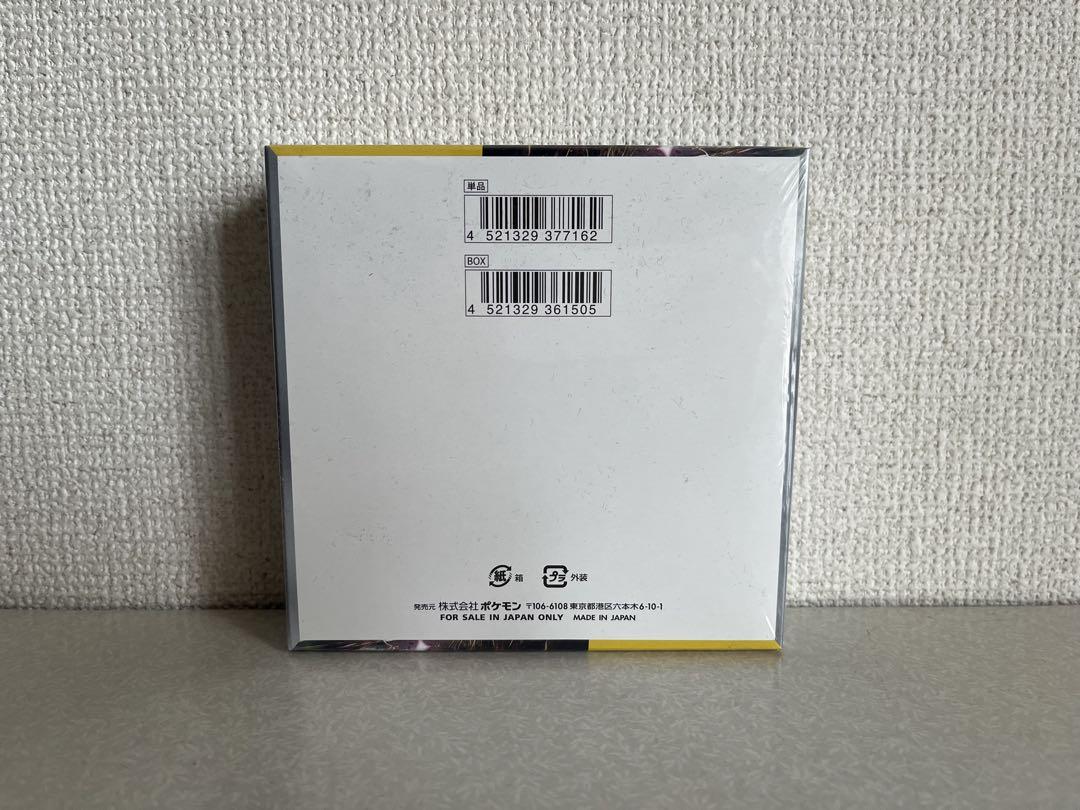 単品
4 521329 377162
BOX
4 521329 361505
紙 箱 プラ 外装
発売元 株式会社 ポケモン 〒106-6108 東京都港区六本木6-10-1
FOR SALE IN JAPAN ONLY MADE IN JAPAN